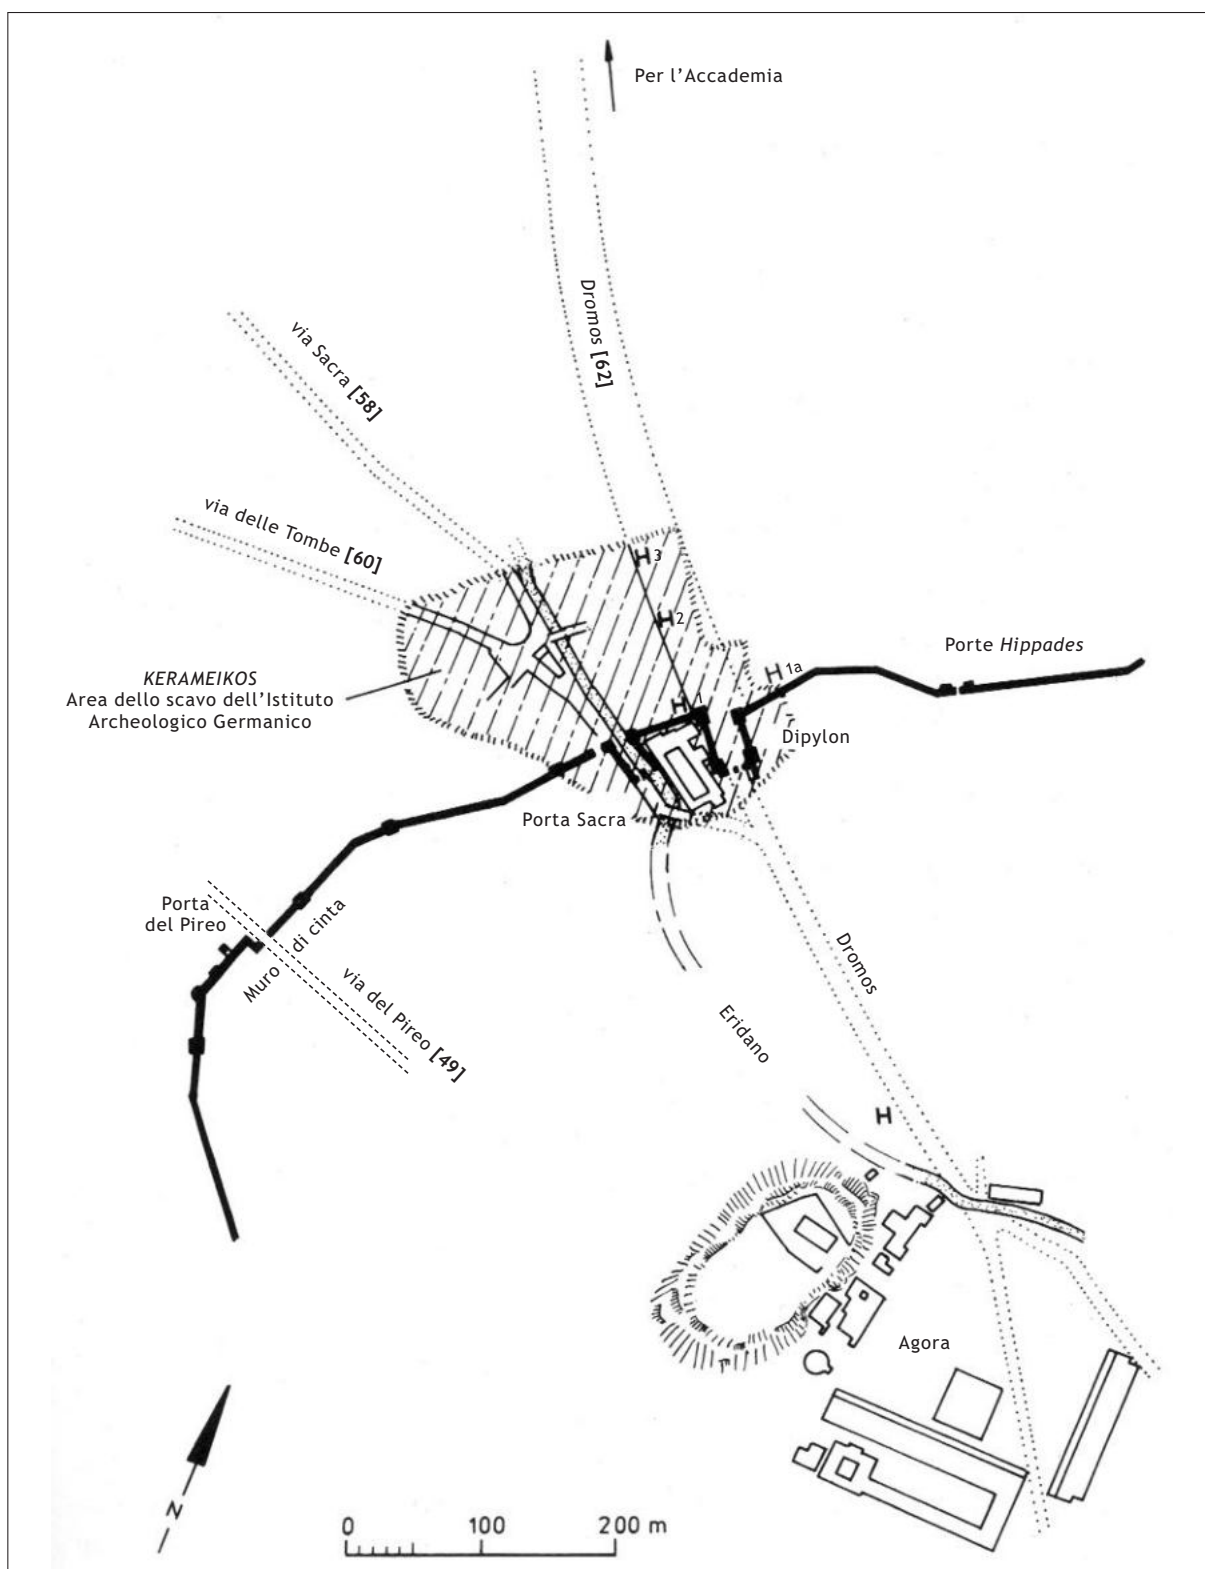 Per l’Accademia
Dromos [62]
via Sacra [58]
via delle Tombe [60]
H3
H2
H1a
H1
Porte Hippades
KERAMEIKOS
Area dello scavo dell’Istituto
Archeologico Germanico
Dipylon
Porta Sacra
Porta
del Pireo
Muro di cinta
via del Pireo [49]
Dromos
Eridano
H
Agora
N
0 100 200 m